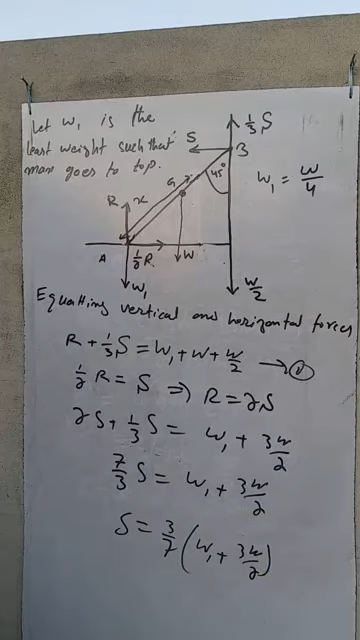 Let W₁ is the
least weight such that
man goes to top.
1/3 S
S
B
45°
W₁ = W/4
G
R
x
A
1/2 R
W
W₁
W/2
Equatting vertical and horizontal forces
R + 1/3 S = W₁ + W + W/2 → ①
1/2 R = S ⇒ R = 2S
2S + 1/3 S = W₁ + 3W/2
7/3 S = W₁ + 3W/2
S = 3/7 (W₁ + 3W/2)